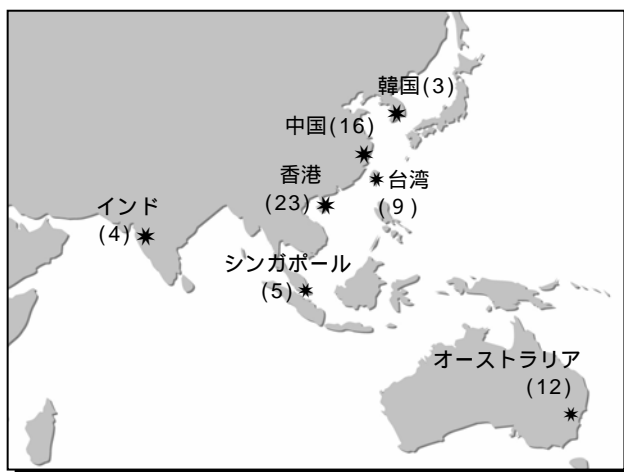 韓国(3)
中国(16)
香港
(23)
台湾
(9)
インド
(4)
シンガポール
(5)
オーストラリア
(12)